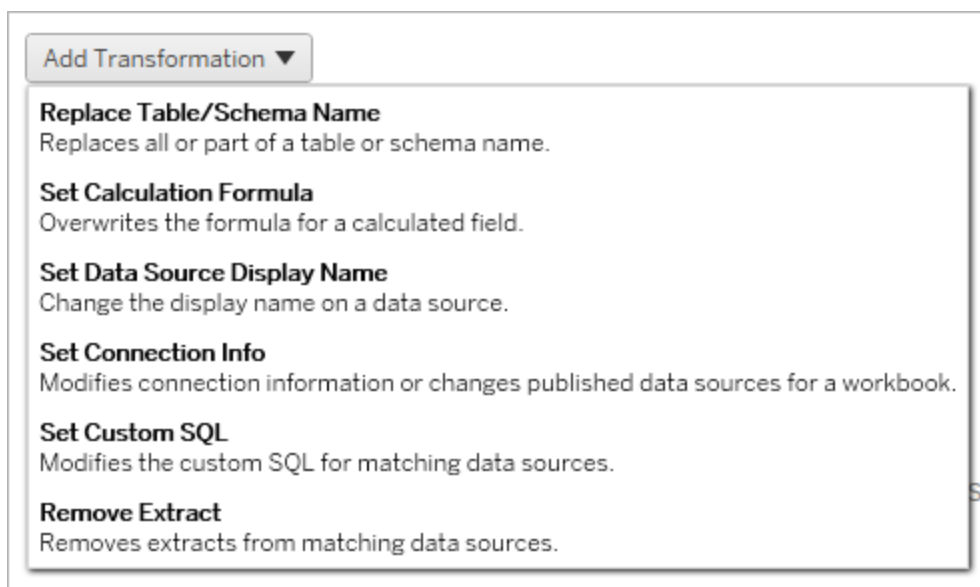 Add Transformation ▼
Replace Table/Schema Name
Replaces all or part of a table or schema name.
Set Calculation Formula
Overwrites the formula for a calculated field.
Set Data Source Display Name
Change the display name on a data source.
Set Connection Info
Modifies connection information or changes published data sources for a workbook.
Set Custom SQL
Modifies the custom SQL for matching data sources.
Remove Extract
Removes extracts from matching data sources.